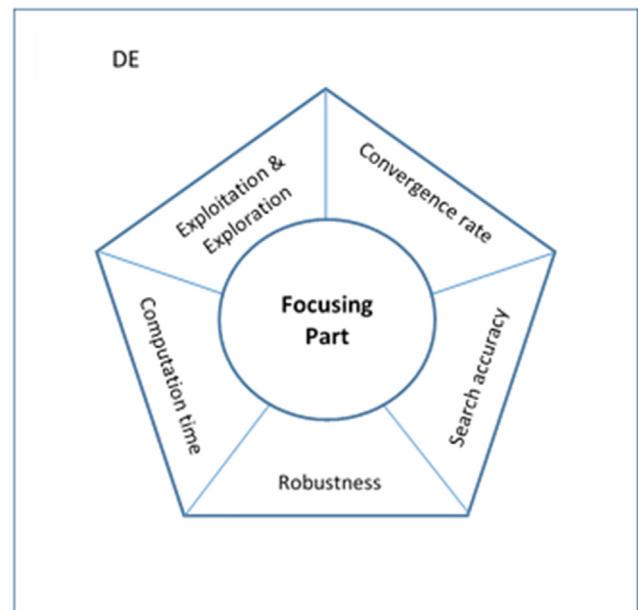 DE
Exploitation &
Exploration
Convergence rate
Focusing
Part
Computation time
Search accuracy
Robustness